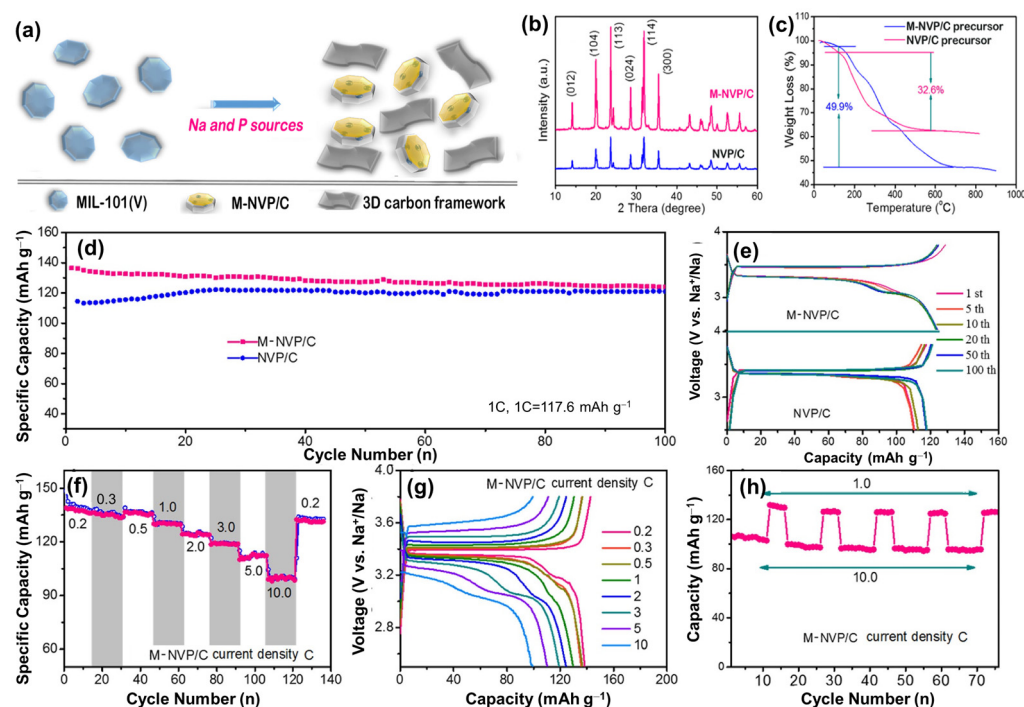 (a)
Na and P sources
MIL-101(V)
M-NVP/C
3D carbon framework
(b)
Intensity (a.u.)
(012)
(104)
(113)
(024)
(114)
(300)
M-NVP/C
NVP/C
10 20 30 40 50 60
2 Thera (degree)
(c)
M-NVP/C precursor
NVP/C precursor
Weight Loss (%)
100
90
80
70
60
50
40
49.9%
32.6%
0 200 400 600 800 1000
Temperature (°C)
(d)
Specific Capacity (mAh g⁻¹)
160
140
120
100
80
60
40
M-NVP/C
NVP/C
1C, 1C=117.6 mAh g⁻¹
0 20 40 60 80 100
Cycle Number (n)
(e)
Voltage (V vs. Na⁺/Na)
4
3
4
3
M-NVP/C
NVP/C
1 st
5 th
10 th
20 th
50 th
100 th
0 20 40 60 80 100 120 140 160
Capacity (mAh g⁻¹)
(f)
Specific Capacity (mAh g⁻¹)
150
120
90
60
0.2
0.3
0.5
1.0
2.0
3.0
5.0
10.0
0.2
M-NVP/C current density C
0 20 40 60 80 100 120 140
Cycle Number (n)
(g)
Voltage (V vs. Na⁺/Na)
4.0
3.6
3.2
2.8
M-NVP/C current density C
0.2
0.3
0.5
1
2
3
5
10
0 40 80 120 160 200
Capacity (mAh g⁻¹)
(h)
Capacity (mAh g⁻¹)
160
120
80
40
0
1.0
10.0
M-NVP/C current density C
10 20 30 40 50 60 70
Cycle Number (n)